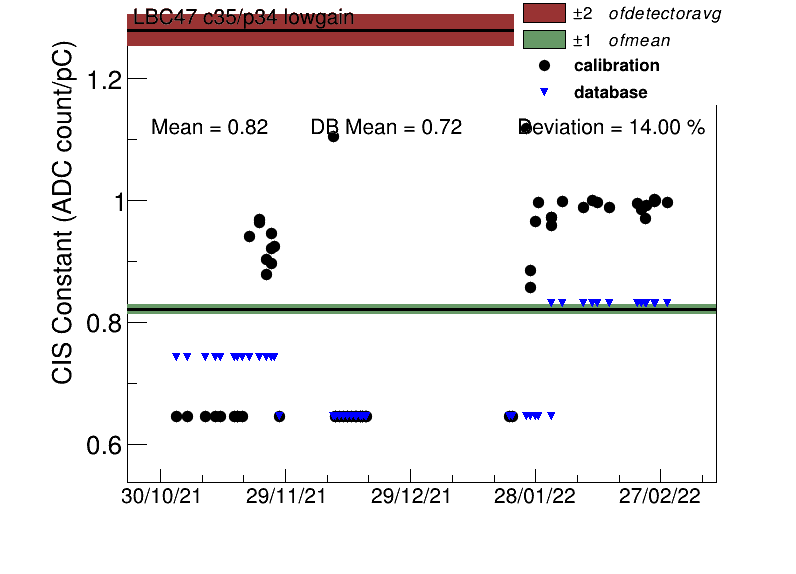 LBC47 c35/p34 lowgain
±2 ofdetectoravg
±1 ofmean
calibration
database
Mean = 0.82
DB Mean = 0.72
Deviation = 14.00 %
CIS Constant (ADC count/pC)
1.2
1
0.8
0.6
30/10/21
29/11/21
29/12/21
28/01/22
27/02/22